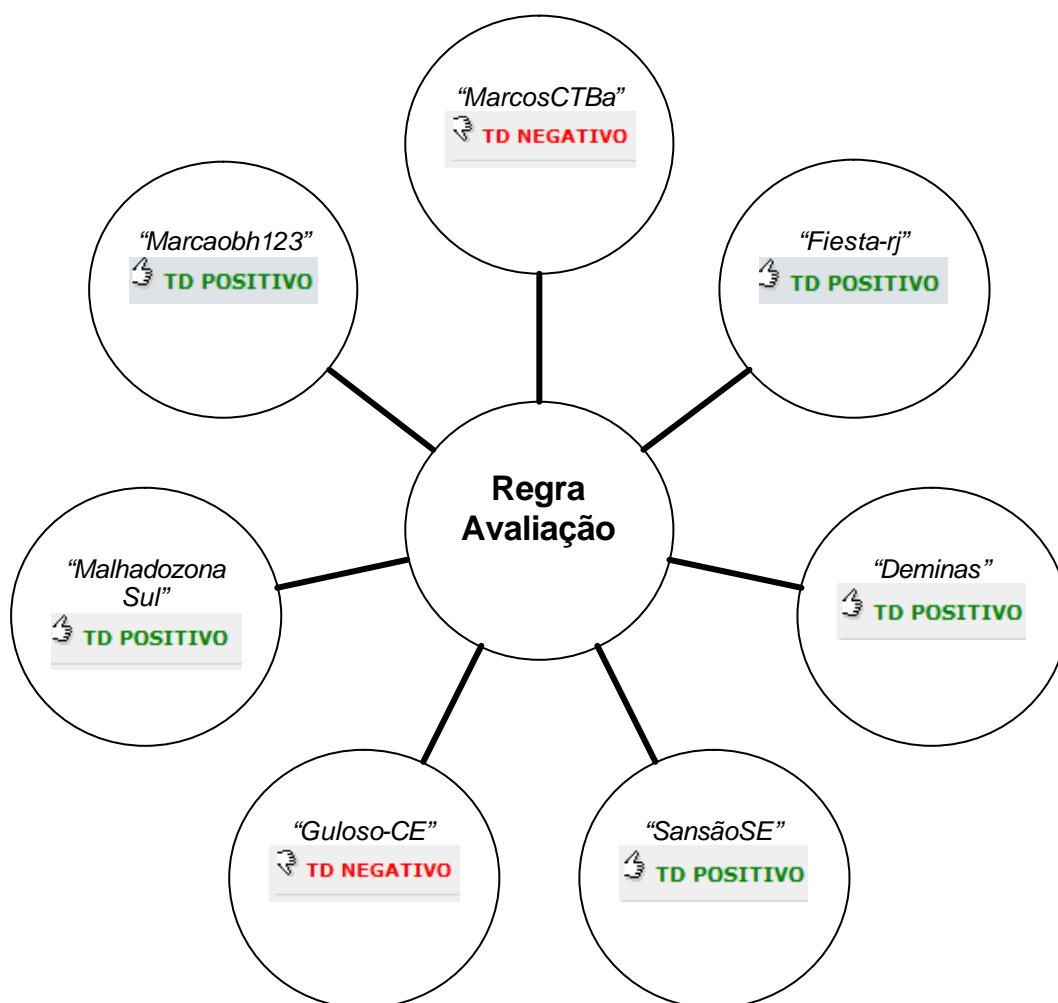 “MarcosCTBa”
TD NEGATIVO
“Marcaobh123”
TD POSITIVO
“Fiesta-rj”
TD POSITIVO
Regra
Avaliação
“Malhadozona
Sul”
TD POSITIVO
“Deminas”
TD POSITIVO
“Guloso-CE”
TD NEGATIVO
“SansãoSE”
TD POSITIVO